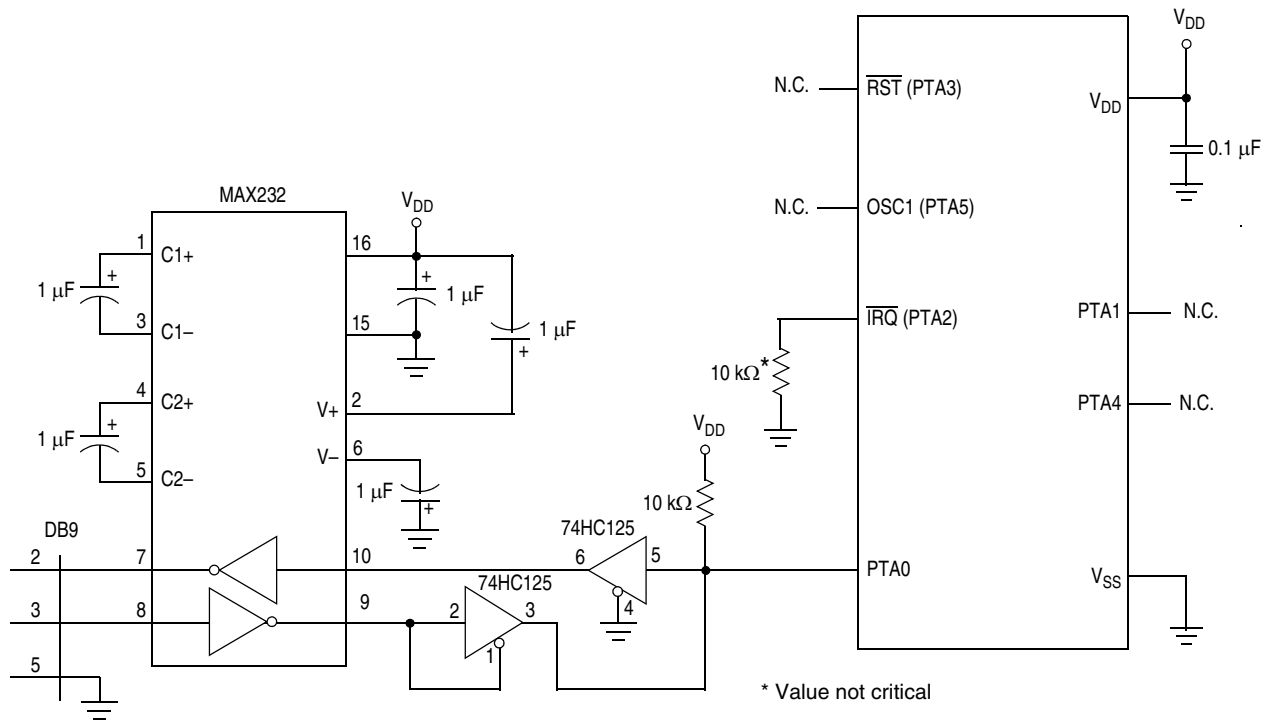 V_DD
N.C.
RST (PTA3)
V_DD
0.1 µF
MAX232
V_DD
N.C.
OSC1 (PTA5)
1
C1+
16
+
1 µF
+
1 µF
3
C1–
15
1 µF
+
IRQ (PTA2)
PTA1
N.C.
10 kΩ*
4
C2+
V+
2
PTA4
N.C.
+
1 µF
V_DD
V–
6
5
C2–
1 µF
+
10 kΩ
DB9
74HC125
2
7
10
6
5
PTA0
V_SS
4
74HC125
3
8
9
2
3
1
5
* Value not critical